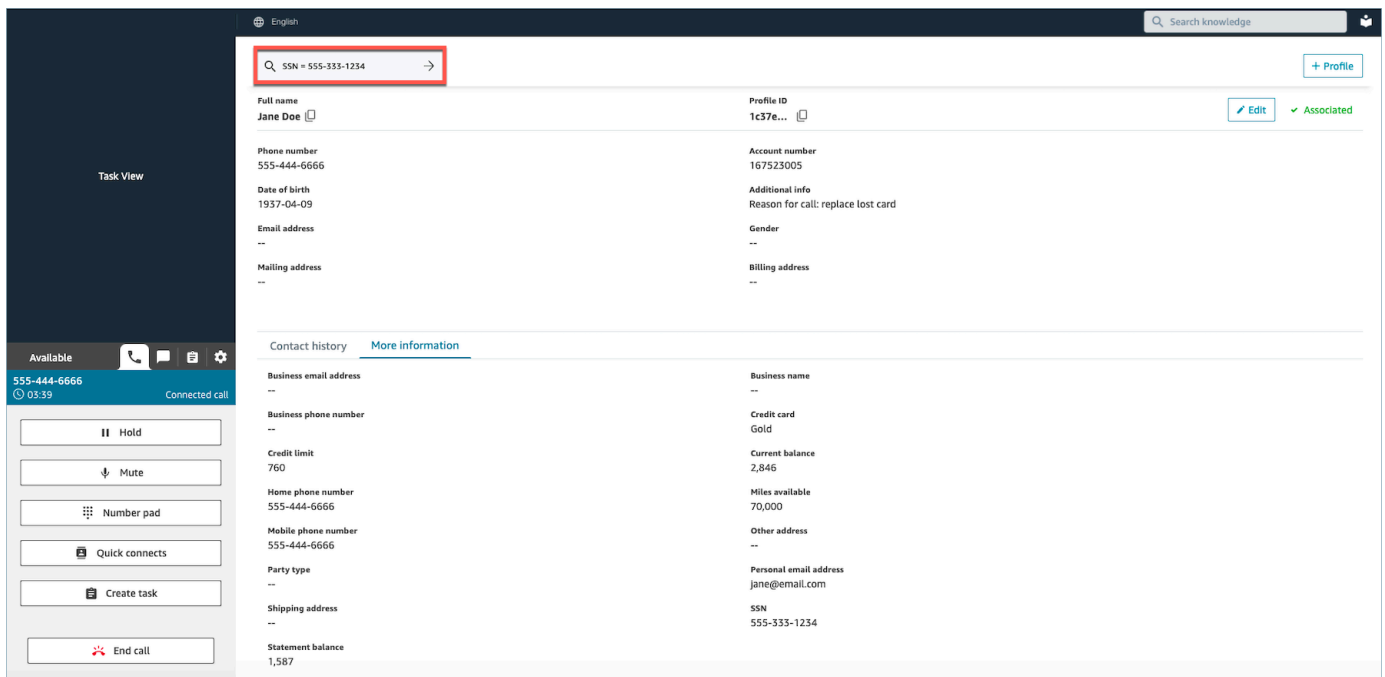 English
Search knowledge
SSN = 555-333-1234
+ Profile
Full name
Jane Doe
Profile ID
1c37e...
Edit
Associated
Phone number
555-444-6666
Account number
167523005
Task View
Date of birth
1937-04-09
Additional info
Reason for call: replace lost card
Email address
--
Gender
--
Mailing address
--
Billing address
--
Contact history
More information
Available
555-444-6666
03:39
Connected call
Hold
Mute
Number pad
Quick connects
Create task
End call
Business email address
--
Business name
--
Business phone number
--
Credit card
Gold
Credit limit
760
Current balance
2,846
Home phone number
555-444-6666
Miles available
70,000
Mobile phone number
555-444-6666
Other address
--
Party type
--
Personal email address
jane@email.com
Shipping address
--
SSN
555-333-1234
Statement balance
1,587